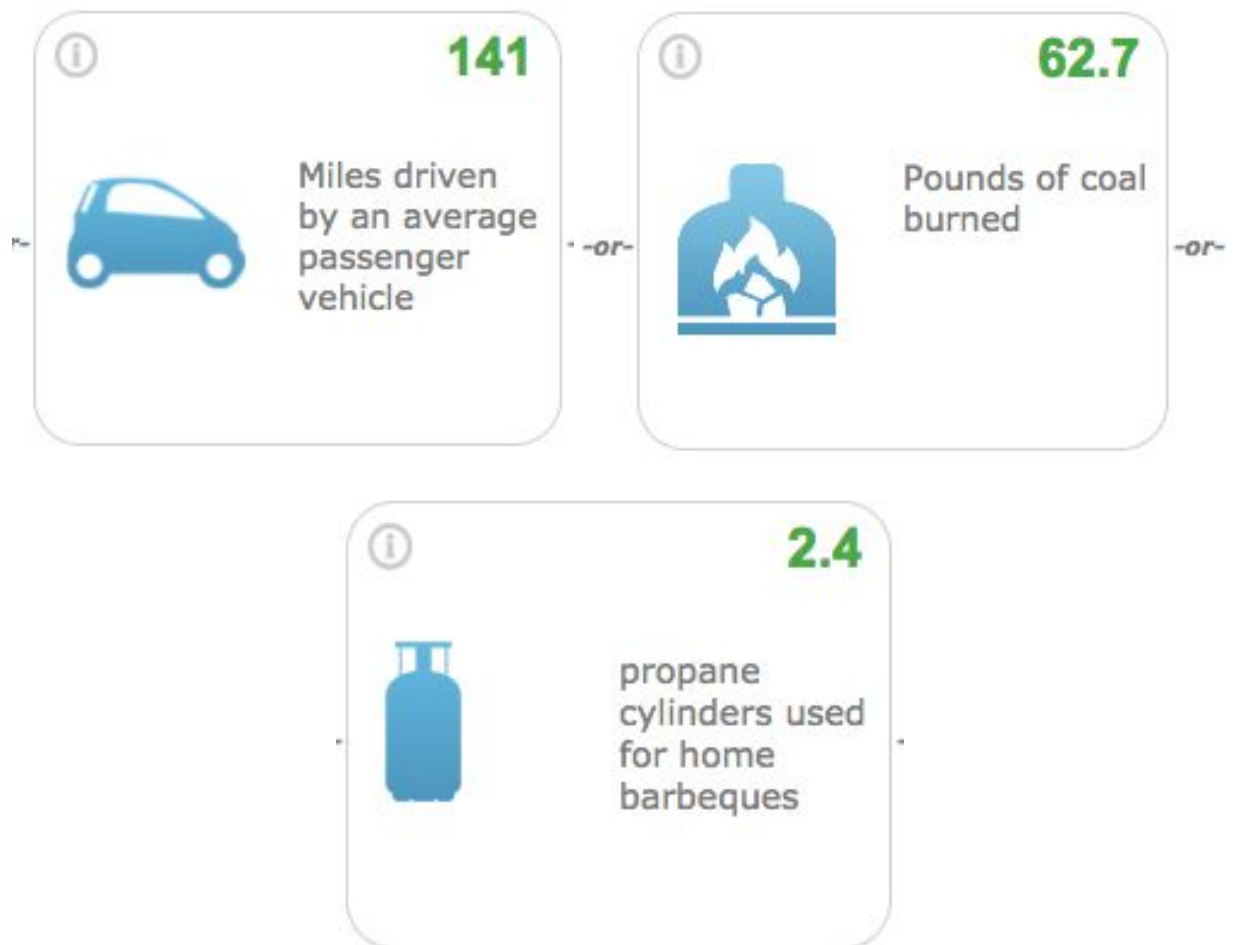 141
Miles driven
by an average
passenger
vehicle
-or-
62.7
Pounds of coal
burned
-or-
2.4
propane
cylinders used
for home
barbeques